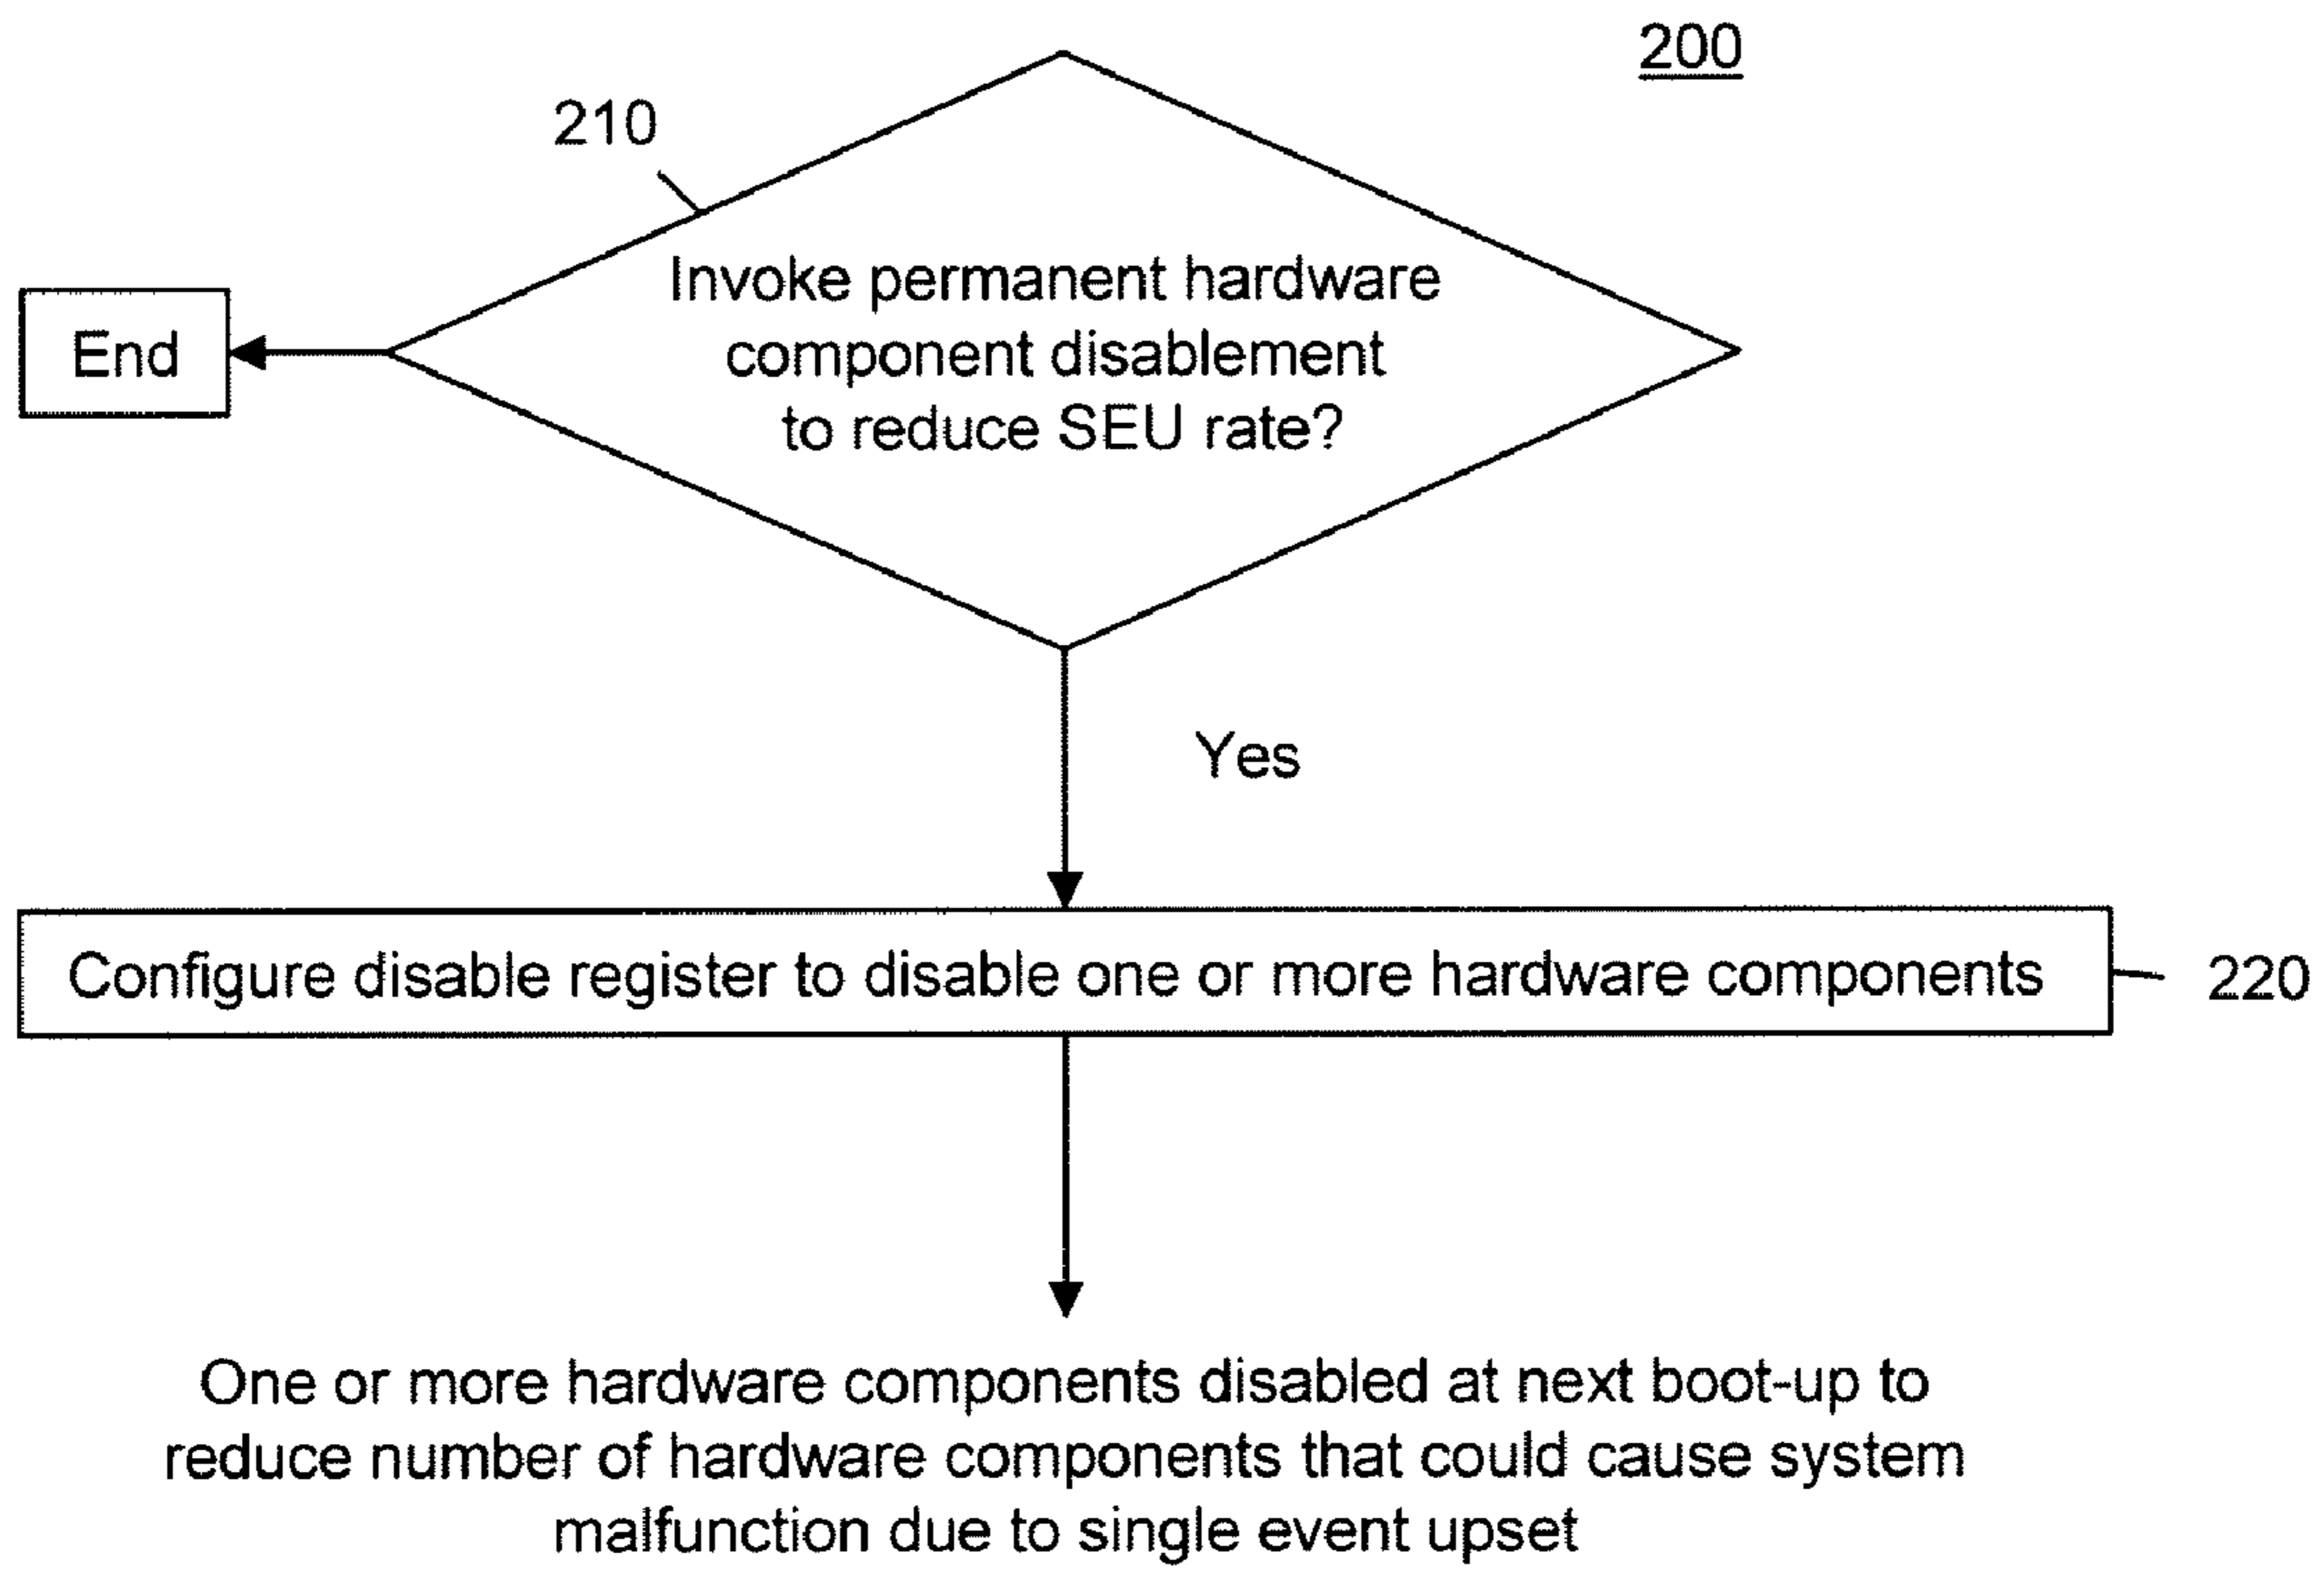 200
210
Invoke permanent hardware
component disablement
to reduce SEU rate?
End
Yes
Configure disable register to disable one or more hardware components
220
One or more hardware components disabled at next boot-up to
reduce number of hardware components that could cause system
malfunction due to single event upset